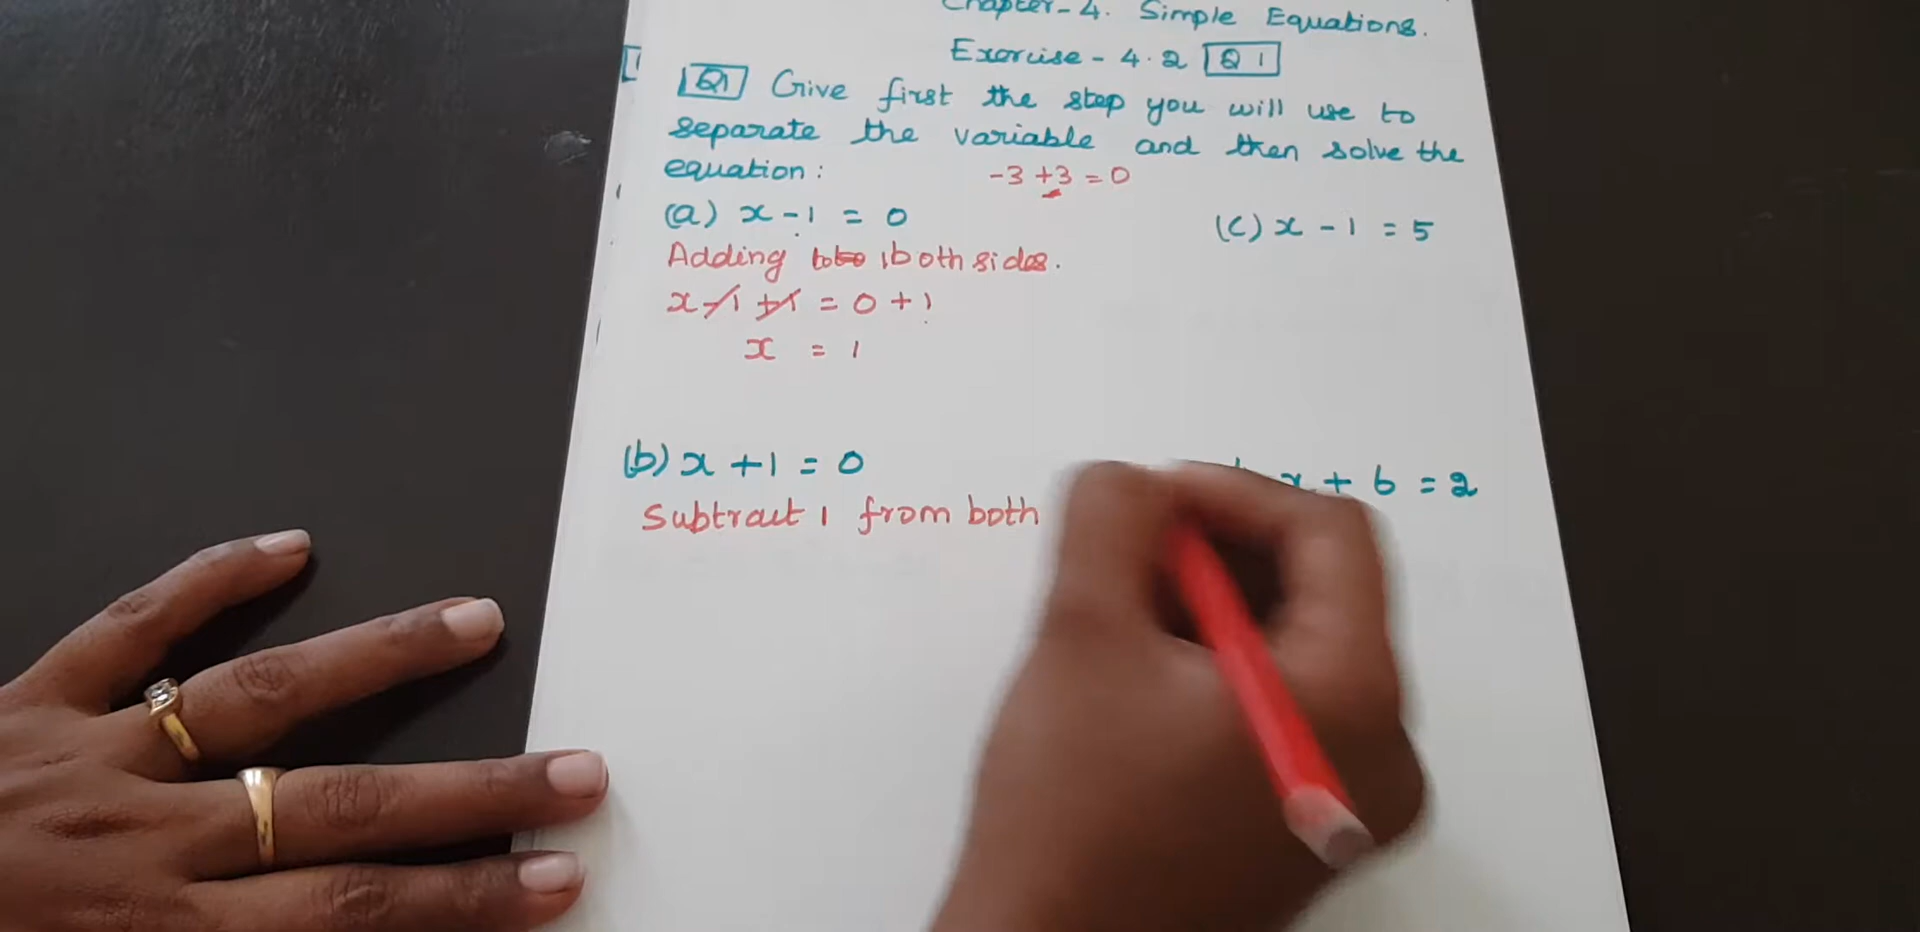 Chapter-4. Simple Equations.
Exercise - 4.2 Q1
Q1 Give first the step you will use to
separate the variable and then solve the
equation:
-3 +3 = 0
(a) x - 1 = 0
Adding 1 both sides.
x - 1 + 1 = 0 + 1
x = 1
(b) x + 1 = 0
Subtract 1 from both
(c) x - 1 = 5
x + 6 = 2